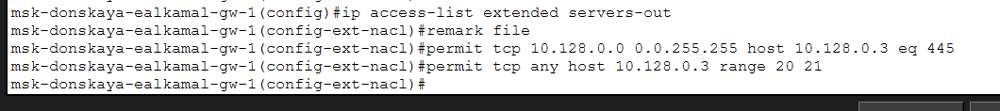 msk-donskaya-ealkamal-gw-1(config)#ip access-list extended servers-out
msk-donskaya-ealkamal-gw-1(config-ext-nacl)#remark file
msk-donskaya-ealkamal-gw-1(config-ext-nacl)#permit tcp 10.128.0.0 0.0.255.255 host 10.128.0.3 eq 445
msk-donskaya-ealkamal-gw-1(config-ext-nacl)#permit tcp any host 10.128.0.3 range 20 21
msk-donskaya-ealkamal-gw-1(config-ext-nacl)#